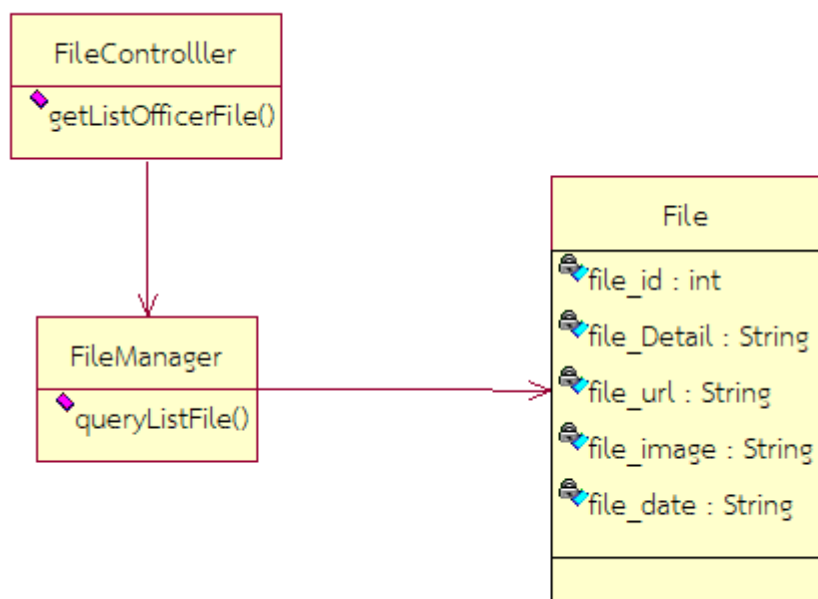 FileControlller
getListOfficerFile()
FileManager
queryListFile()
File
file_id : int
file_Detail : String
file_url : String
file_image : String
file_date : String